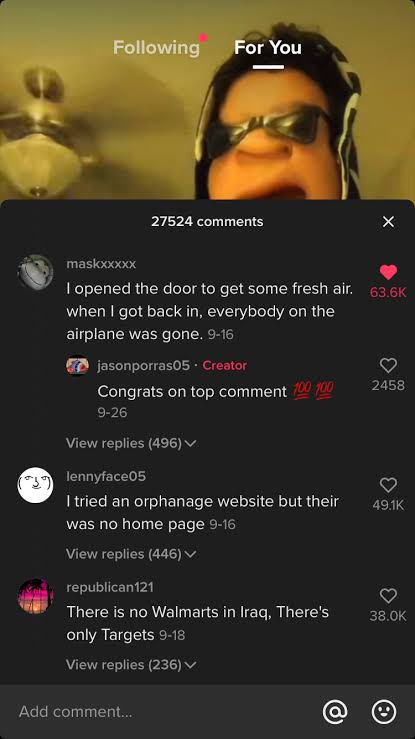 Following For You
27524 comments
maskxxxxx
I opened the door to get some fresh air.
when I got back in, everybody on the
airplane was gone. 9-16
63.6K
jasonporras05 · Creator
Congrats on top comment 💯 💯
9-26
2458
View replies (496)
lennyface05
I tried an orphanage website but their
was no home page 9-16
49.1K
View replies (446)
republican121
There is no Walmarts in Iraq, There's
only Targets 9-18
38.0K
View replies (236)
Add comment...